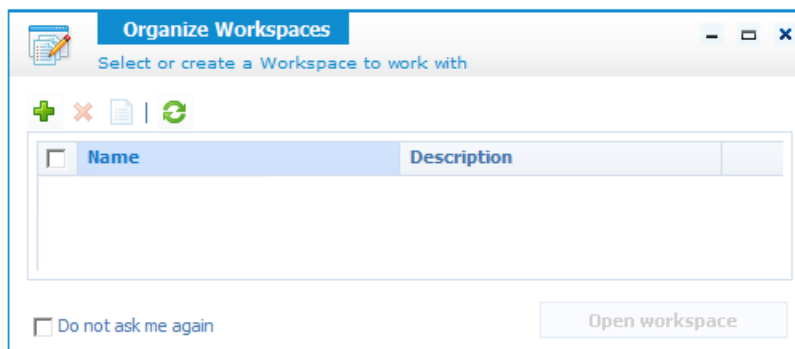 Organize Workspaces
Select or create a Workspace to work with
Name Description
Do not ask me again
Open workspace